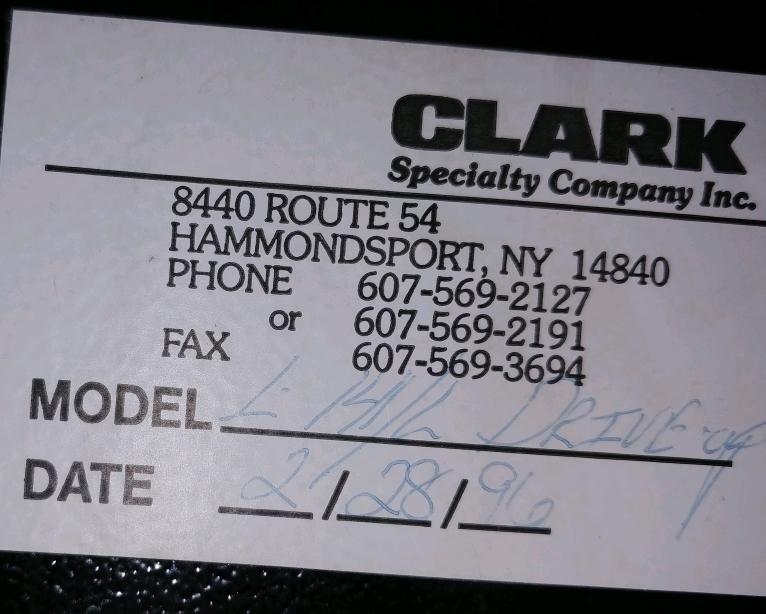 CLARK
Specialty Company Inc.
8440 ROUTE 54
HAMMONDSPORT, NY 14840
PHONE 607-569-2127
or 607-569-2191
FAX 607-569-3694
MODEL DRIVE
DATE 2/28/96